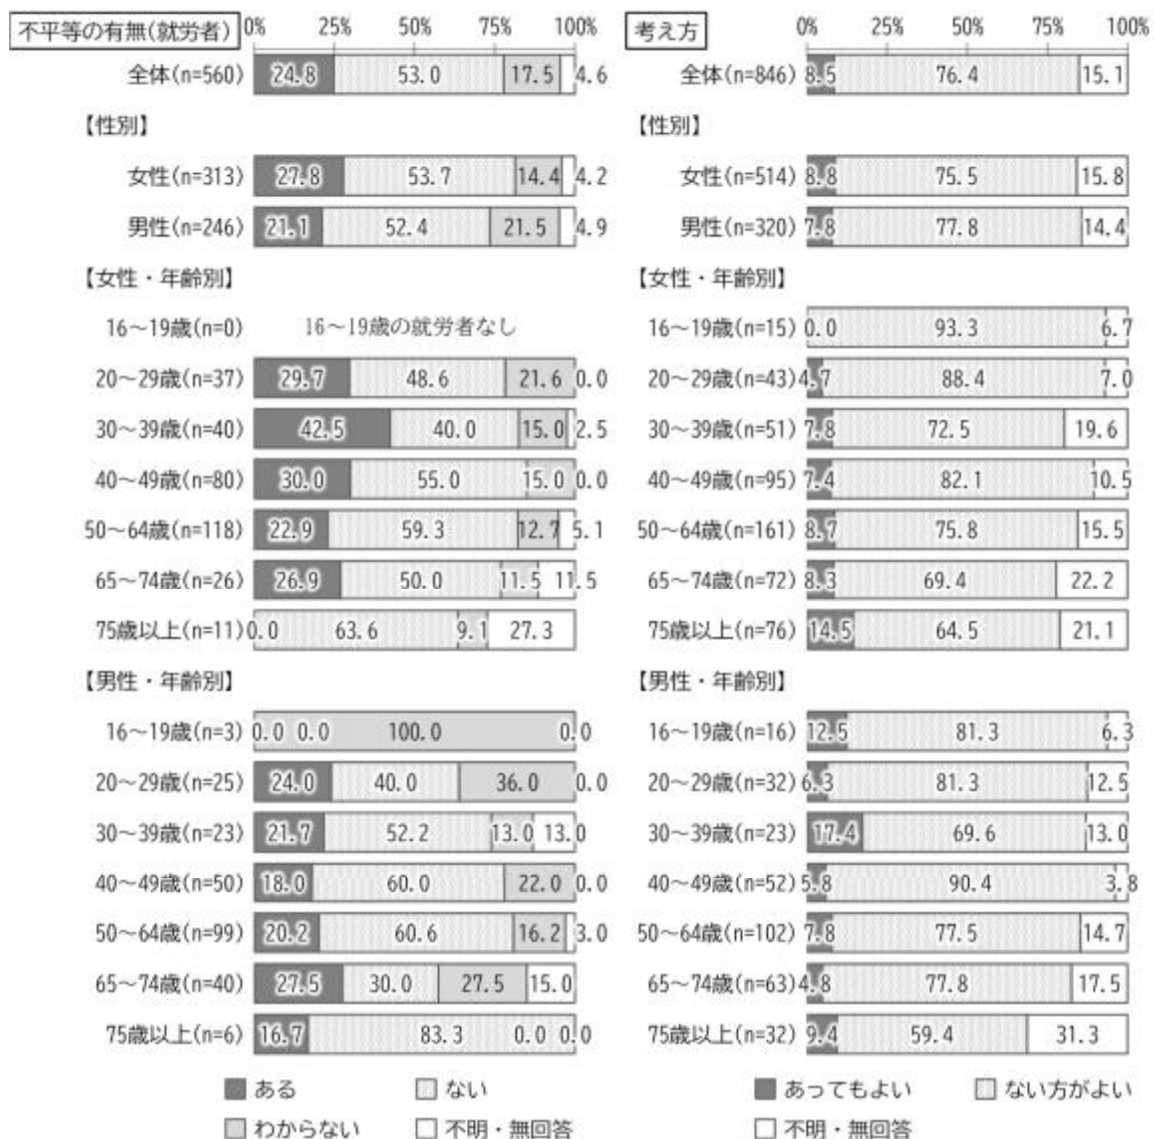 不平等の有無(就労者) 0% 25% 50% 75% 100%
全体(n=560) 24.8 53.0 17.5 4.6
【性別】
女性(n=313) 27.8 53.7 14.4 4.2
男性(n=246) 21.1 52.4 21.5 4.9
【女性・年齢別】
16～19歳(n=0) 16～19歳の就労者なし
20～29歳(n=37) 29.7 48.6 21.6 0.0
30～39歳(n=40) 42.5 40.0 15.0 2.5
40～49歳(n=80) 30.0 55.0 15.0 0.0
50～64歳(n=118) 22.9 59.3 12.7 5.1
65～74歳(n=26) 26.9 50.0 11.5 11.5
75歳以上(n=11) 0.0 63.6 9.1 27.3
【男性・年齢別】
16～19歳(n=3) 0.0 0.0 100.0 0.0
20～29歳(n=25) 24.0 40.0 36.0 0.0
30～39歳(n=23) 21.7 52.2 13.0 13.0
40～49歳(n=50) 18.0 60.0 22.0 0.0
50～64歳(n=99) 20.2 60.6 16.2 3.0
65～74歳(n=40) 27.5 30.0 27.5 15.0
75歳以上(n=6) 16.7 83.3 0.0 0.0
ある ない
わからない 不明・無回答
考え方 0% 25% 50% 75% 100%
全体(n=846) 8.5 76.4 15.1
【性別】
女性(n=514) 8.8 75.5 15.8
男性(n=320) 7.8 77.8 14.4
【女性・年齢別】
16～19歳(n=15) 0.0 93.3 6.7
20～29歳(n=43) 4.7 88.4 7.0
30～39歳(n=51) 7.8 72.5 19.6
40～49歳(n=95) 7.4 82.1 10.5
50～64歳(n=161) 8.7 75.8 15.5
65～74歳(n=72) 8.3 69.4 22.2
75歳以上(n=76) 14.5 64.5 21.1
【男性・年齢別】
16～19歳(n=16) 12.5 81.3 6.3
20～29歳(n=32) 6.3 81.3 12.5
30～39歳(n=23) 17.4 69.6 13.0
40～49歳(n=52) 5.8 90.4 3.8
50～64歳(n=102) 7.8 77.5 14.7
65～74歳(n=63) 4.8 77.8 17.5
75歳以上(n=32) 9.4 59.4 31.3
あってもよい ない方がよい
不明・無回答